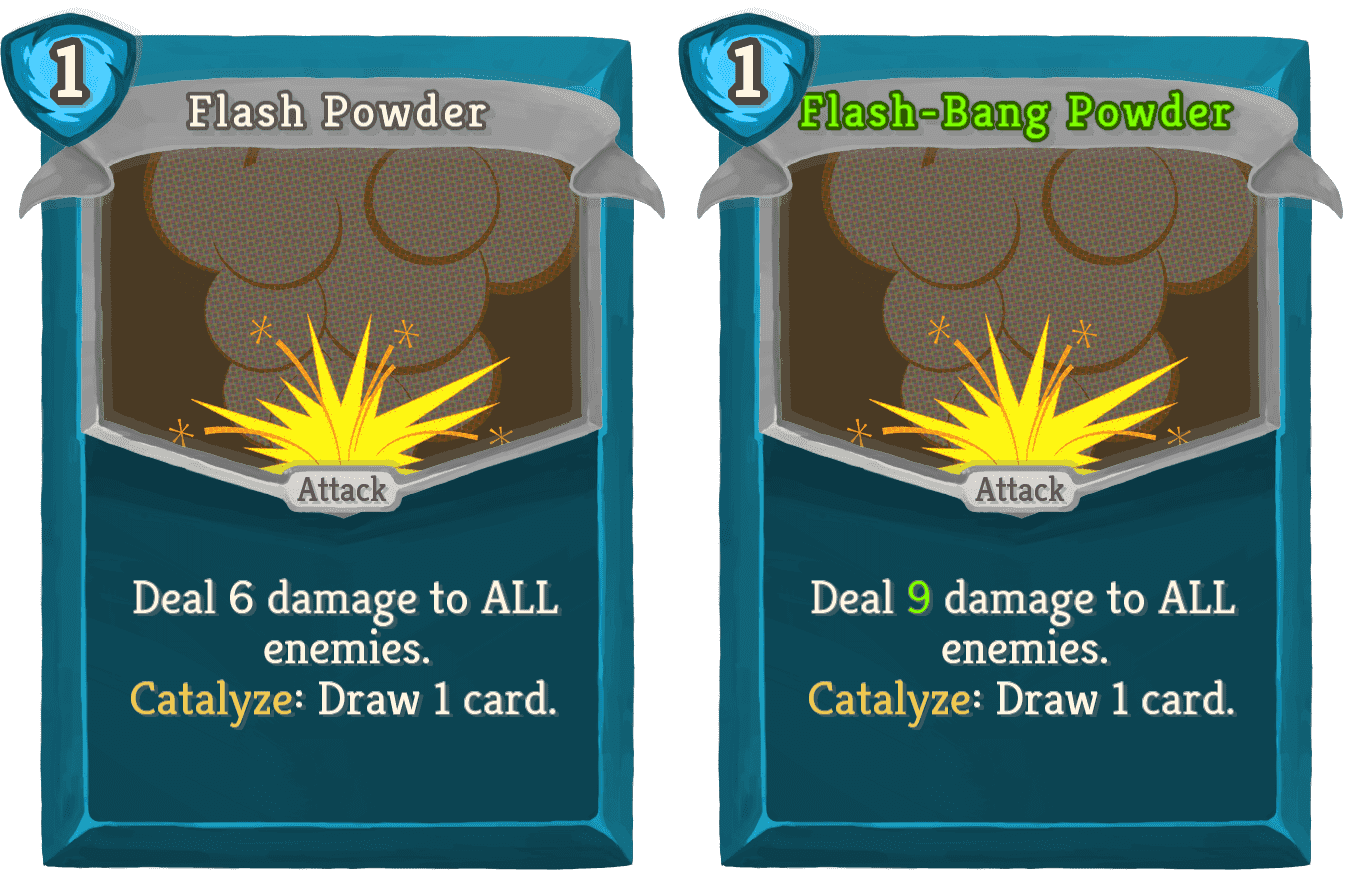 1
Flash Powder
Attack
Deal 6 damage to ALL
enemies.
Catalyze: Draw 1 card.
1
Flash-Bang Powder
Attack
Deal 9 damage to ALL
enemies.
Catalyze: Draw 1 card.